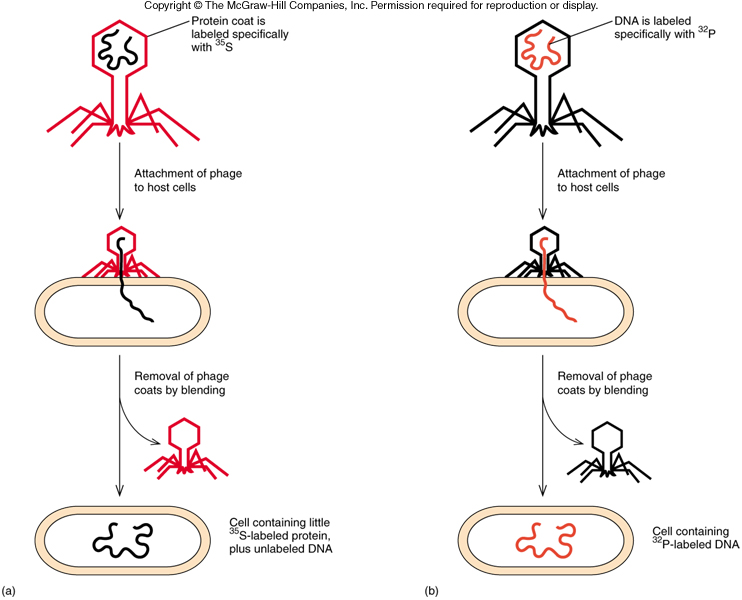 Copyright © The McGraw-Hill Companies, Inc. Permission required for reproduction or display.
Protein coat is
labeled specifically
with ³⁵S
Attachment of phage
to host cells
Removal of phage
coats by blending
Cell containing little
³⁵S-labeled protein,
plus unlabeled DNA
(a)
DNA is labeled
specifically with ³²P
Attachment of phage
to host cells
Removal of phage
coats by blending
Cell containing
³²P-labeled DNA
(b)